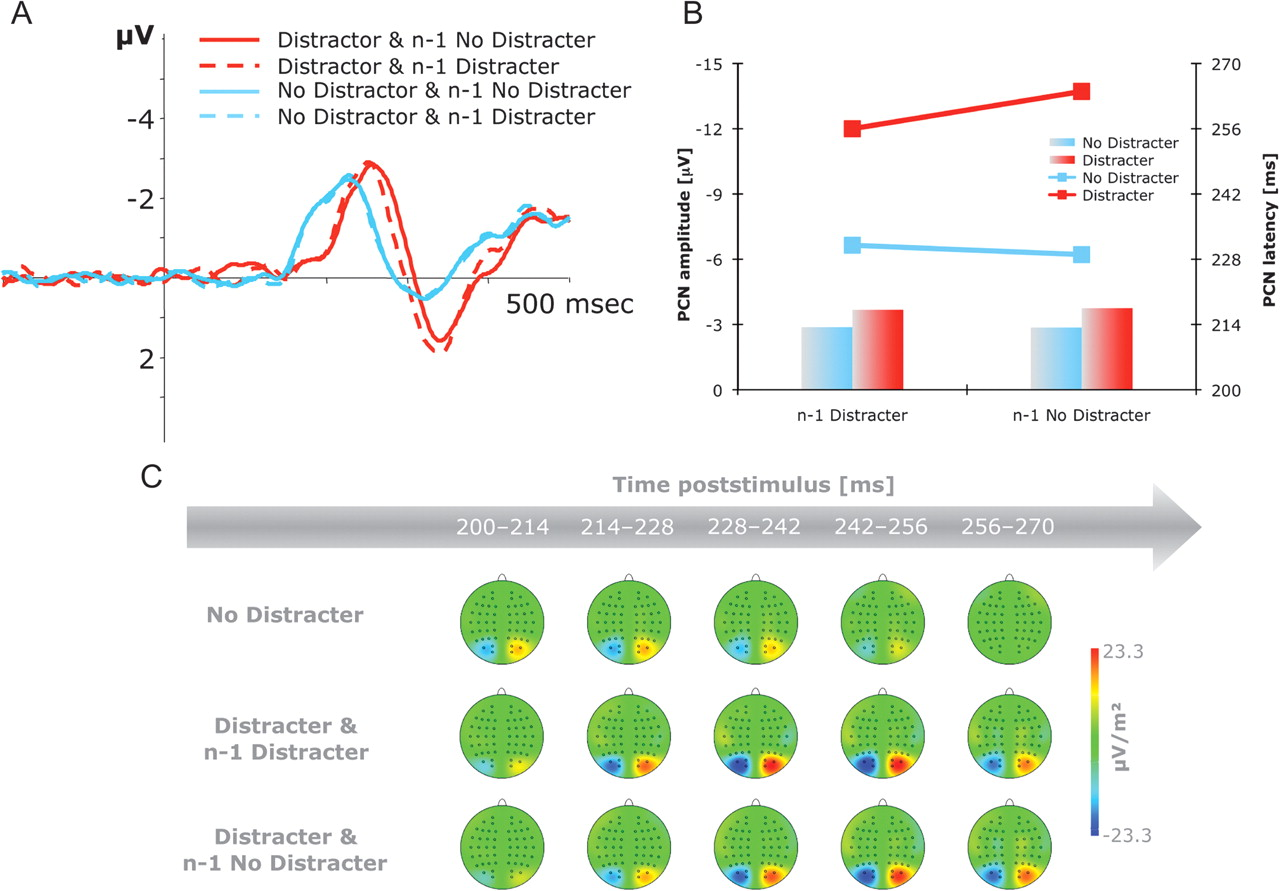 A
µV
Distractor & n-1 No Distracter
Distractor & n-1 Distracter
No Distractor & n-1 No Distracter
No Distractor & n-1 Distracter
-4
-2
2
500 msec
B
PCN amplitude [µV]
-15
-12
-9
-6
-3
0
270
256
242
228
214
200
PCN latency [ms]
No Distracter
Distracter
No Distracter
Distracter
n-1 Distracter
n-1 No Distracter
C
Time poststimulus [ms]
200–214 214–228 228–242 242–256 256–270
No Distracter
Distracter &
n-1 Distracter
Distracter &
n-1 No Distracter
23.3
µV/m²
-23.3